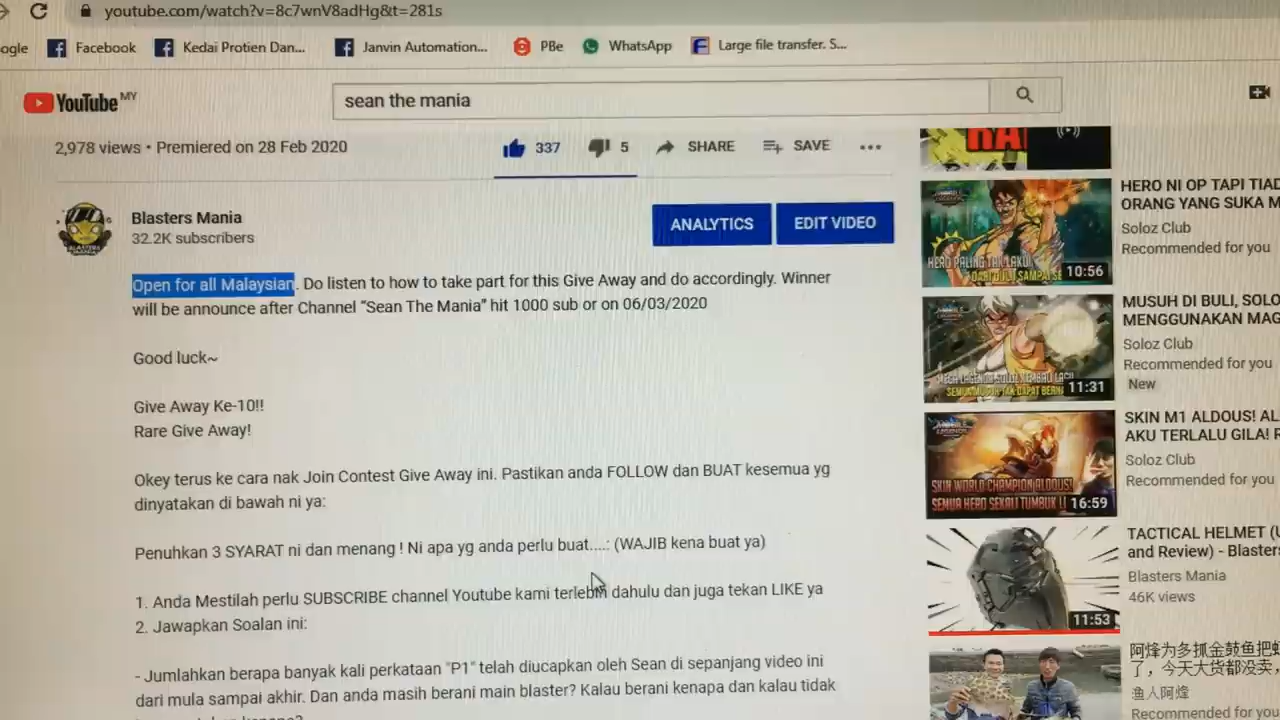 youtube.com/watch?v=8c7wnV8adHg&t=281s
ogle Facebook Kedai Protien Dan... Janvin Automation... PBe WhatsApp Large file transfer. S...
YouTube MY
sean the mania
2,978 views • Premiered on 28 Feb 2020
337 5 SHARE SAVE
Blasters Mania
32.2K subscribers
ANALYTICS EDIT VIDEO
Open for all Malaysian. Do listen to how to take part for this Give Away and do accordingly. Winner
will be announce after Channel "Sean The Mania" hit 1000 sub or on 06/03/2020
Good luck~
Give Away Ke-10!!
Rare Give Away!
Okey terus ke cara nak Join Contest Give Away ini. Pastikan anda FOLLOW dan BUAT kesemua yg
dinyatakan di bawah ni ya:
Penuhkan 3 SYARAT ni dan menang ! Ni apa yg anda perlu buat....: (WAJIB kena buat ya)
1. Anda Mestilah perlu SUBSCRIBE channel Youtube kami terlebih dahulu dan juga tekan LIKE ya
2. Jawapkan Soalan ini:
- Jumlahkan berapa banyak kali perkataan "P1" telah diucapkan oleh Sean di sepanjang video ini
dari mula sampai akhir. Dan anda masih berani main blaster? Kalau berani kenapa dan kalau tidak
HERO NI OP TAPI TIAD
ORANG YANG SUKA M
Soloz Club
Recommended for you
HERO PALING TAK LAKU!
10:56
MUSUH DI BULI, SOLO
MENGGUNAKAN MAG
Soloz Club
Recommended for you
New
11:31
SKIN M1 ALDOUS! AL
AKU TERLALU GILA! R
Soloz Club
Recommended for you
SKIN WORLD CHAMPION ALDOUS!
SEMUA HERO SEKALI TUMBUK
16:59
TACTICAL HELMET (U
and Review) - Blaster
Blasters Mania
46K views
11:53
阿烽为多抓金鼓鱼把虾
了，今天大货都没卖，
渔人阿烽
Recommended for you